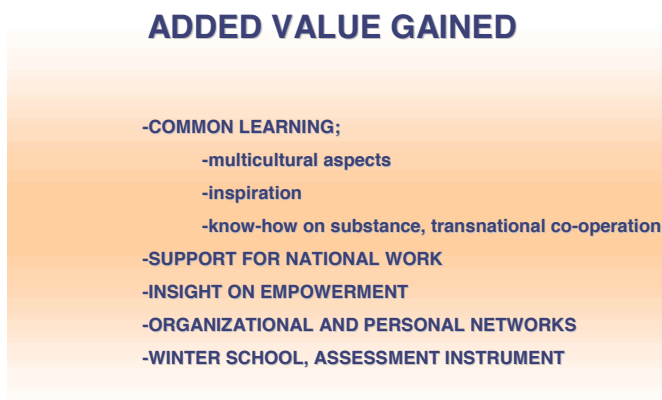 ADDED VALUE GAINED
-COMMON LEARNING;
-multicultural aspects
-inspiration
-know-how on substance, transnational co-operation
-SUPPORT FOR NATIONAL WORK
-INSIGHT ON EMPOWERMENT
-ORGANIZATIONAL AND PERSONAL NETWORKS
-WINTER SCHOOL, ASSESSMENT INSTRUMENT